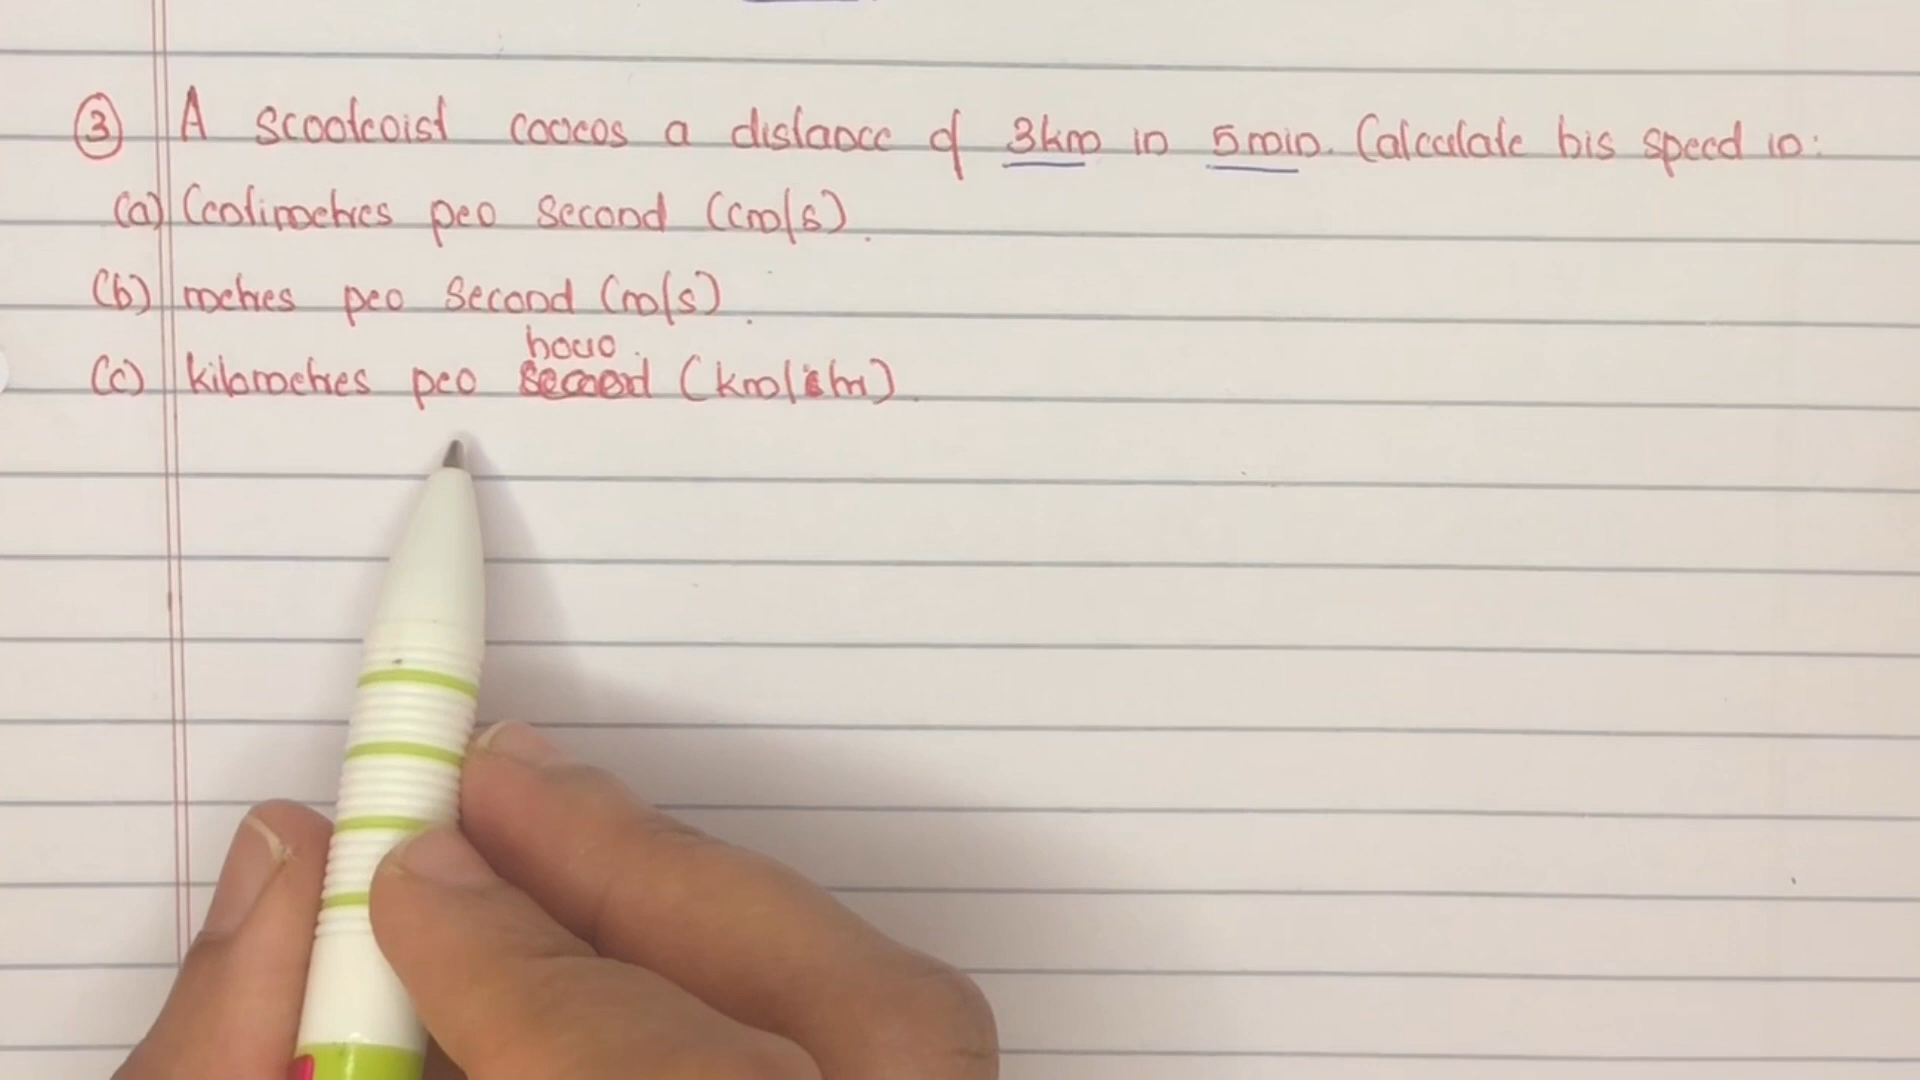 ③ A scooterist covers a distance of 3km in 5min. Calculate his speed in:
(a) Centimetres per second (cm/s).
(b) metres per second (m/s).
hour
(c) kilometres per second (km/hr).